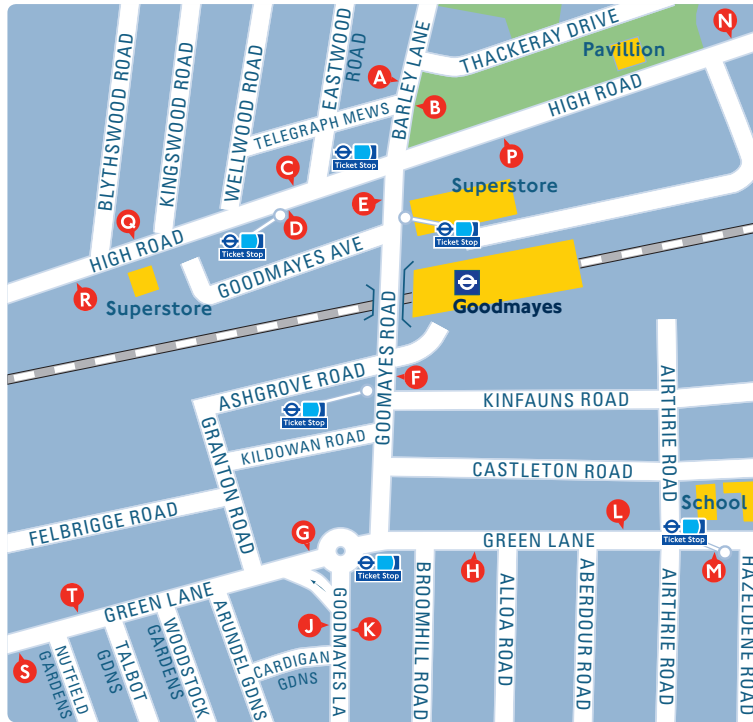 N
THACKERAY DRIVE
Pavillion
EASTWOOD
ROAD
BLYTHSWOOD ROAD
KINGSWOOD ROAD
WELLWOOD ROAD
BARLEY LANE
A
B
HIGH ROAD
TELEGRAPH MEWS
P
Ticket Stop
C
Superstore
E
D
Q
HIGH ROAD
Ticket Stop
Ticket Stop
GOODMAYES AVE
R
Superstore
Goodmayes
GOOMAYES ROAD
ASHGROVE ROAD
F
AIRTHRIE ROAD
KINFAUNS ROAD
Ticket Stop
GRANTON ROAD
KILDOWAN ROAD
CASTLETON ROAD
School
FELBRIGGE ROAD
L
G
GREEN LANE
Ticket Stop
Ticket Stop
H
M
T
GREEN LANE
J
K
GOODMAYES LA
BROOMHILL ROAD
ALLOA ROAD
ABERDOUR ROAD
AIRTHRIE ROAD
HAZELDENE ROAD
S
NUTFIELD
GARDENS
TALBOT
GDNS
WOODSTOCK
GARDENS
ARUNDEL GDNS
CARDIGAN
GDNS